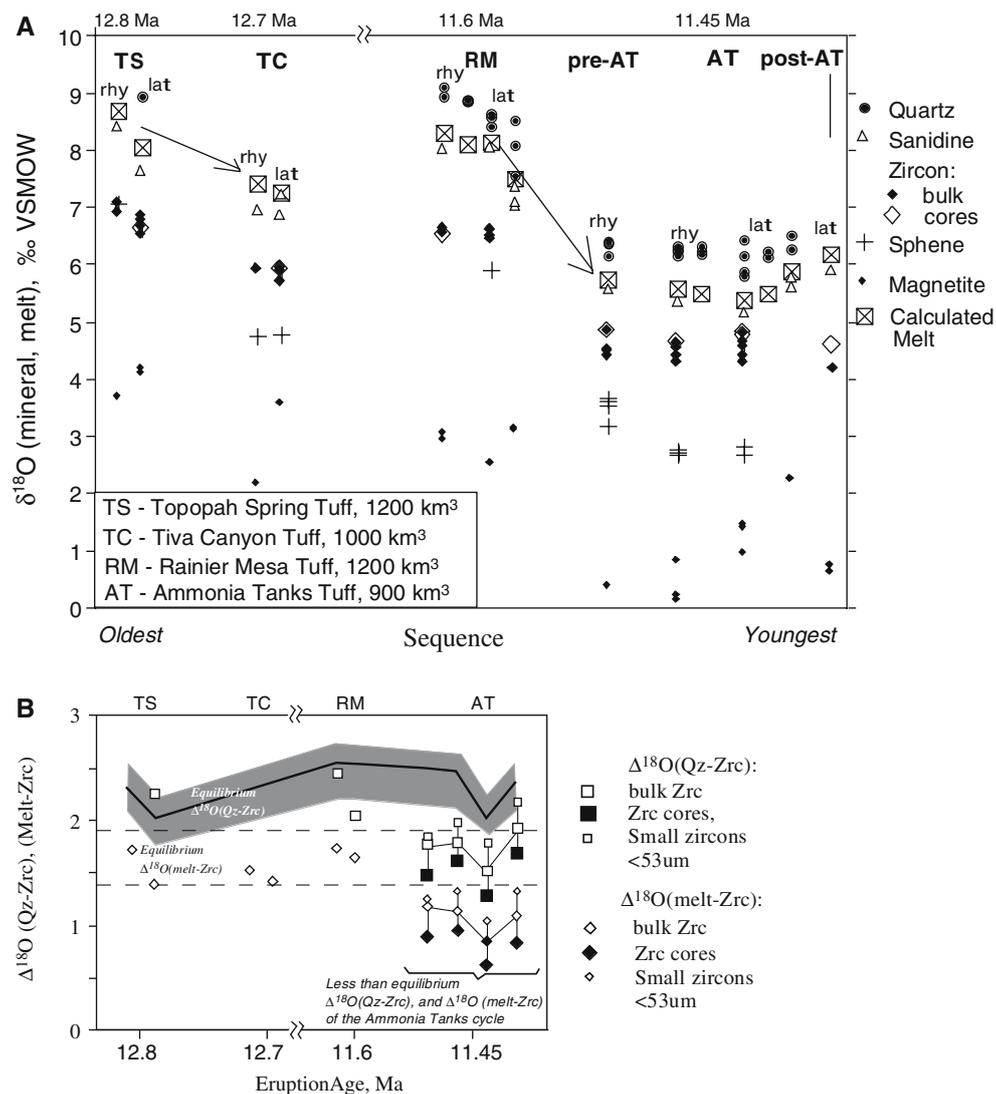 A
12.8 Ma 12.7 Ma 11.6 Ma 11.45 Ma
10
TS TC RM pre-AT AT post-AT
rhy lat rhy lat
rhy lat
rhy rhy lat lat
9
8
7
6
5
4
3
2
1
0
δ¹⁸O (mineral, melt), ‰ VSMOW
Quartz
Sanidine
Zircon:
bulk
cores
Sphene
Magnetite
Calculated
Melt
TS - Topopah Spring Tuff, 1200 km³
TC - Tiva Canyon Tuff, 1000 km³
RM - Rainier Mesa Tuff, 1200 km³
AT - Ammonia Tanks Tuff, 900 km³
Oldest Sequence Youngest
B
TS TC RM AT
3
2
1
0
Δ¹⁸O (Qz-Zrc), (Melt-Zrc)
Equilibrium
Δ¹⁸O(Qz-Zrc)
Equilibrium
Δ¹⁸O(melt-Zrc)
Less than equilibrium
Δ¹⁸O(Qz-Zrc), and Δ¹⁸O (melt-Zrc)
of the Ammonia Tanks cycle
12.8 12.7 11.6 11.45
EruptionAge, Ma
Δ¹⁸O(Qz-Zrc):
bulk Zrc
Zrc cores,
Small zircons
<53um
Δ¹⁸O(melt-Zrc):
bulk Zrc
Zrc cores
Small zircons
<53um